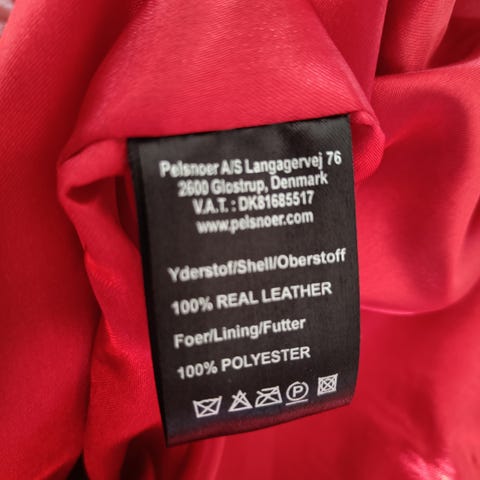 Pelsnoer A/S Langagervej 76
2600 Glostrup, Denmark
V.A.T. : DK81685517
www.pelsnoer.com
Yderstof/Shell/Oberstoff
100% REAL LEATHER
Foer/Lining/Futter
100% POLYESTER
P